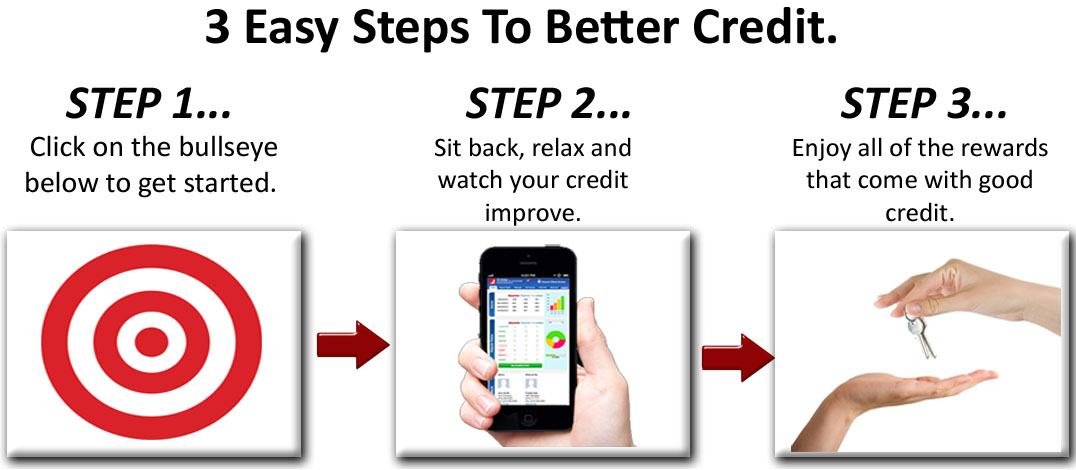 3 Easy Steps To Better Credit.
STEP 1...
Click on the bullseye
below to get started.
STEP 2...
Sit back, relax and
watch your credit
improve.
STEP 3...
Enjoy all of the rewards
that come with good
credit.